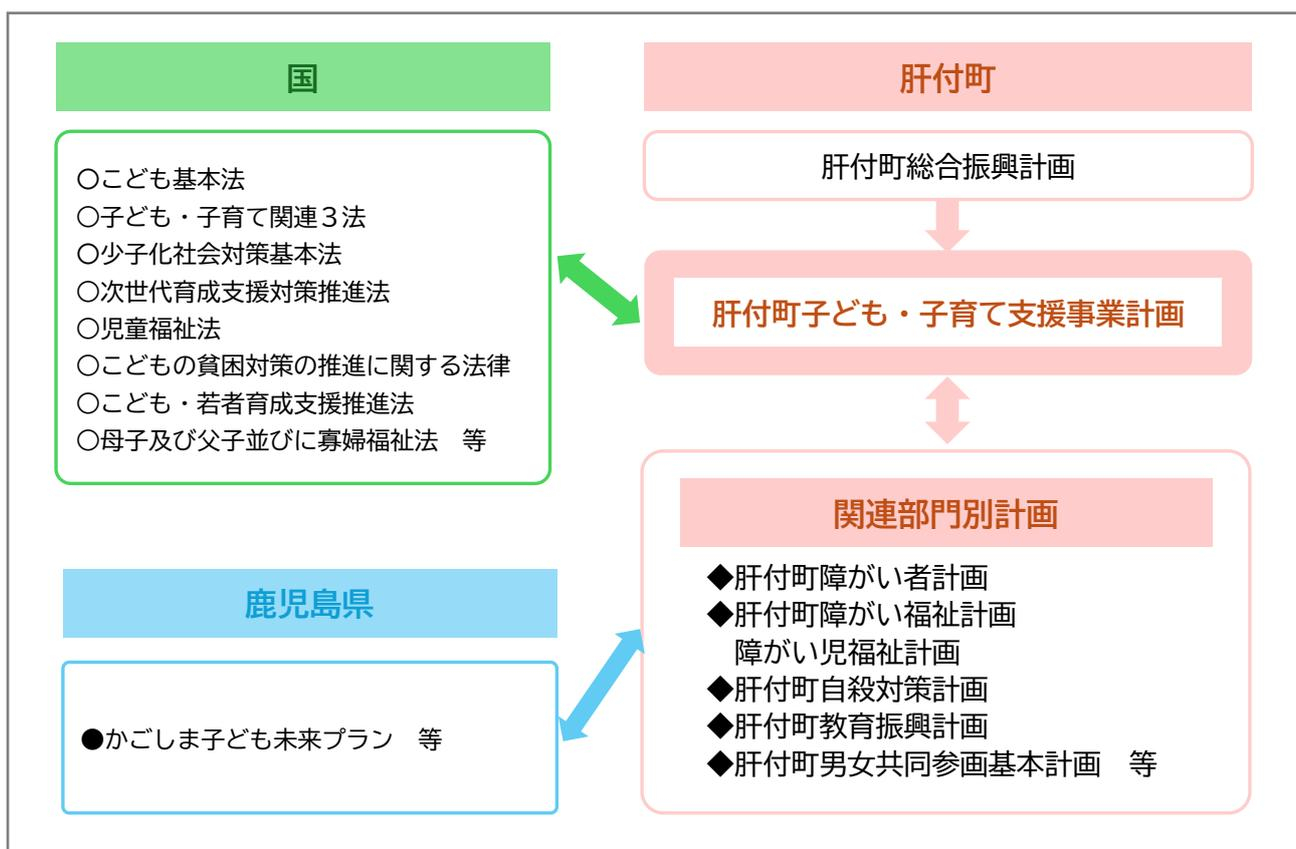 国
〇こども基本法
〇子ども・子育て関連３法
〇少子化社会対策基本法
〇次世代育成支援対策推進法
〇児童福祉法
〇こどもの貧困対策の推進に関する法律
〇こども・若者育成支援推進法
〇母子及び父子並びに寡婦福祉法　等
鹿児島県
●かごしま子ども未来プラン　等
肝付町
肝付町総合振興計画
肝付町子ども・子育て支援事業計画
関連部門別計画
◆肝付町障がい者計画
◆肝付町障がい福祉計画
障がい児福祉計画
◆肝付町自殺対策計画
◆肝付町教育振興計画
◆肝付町男女共同参画基本計画　等